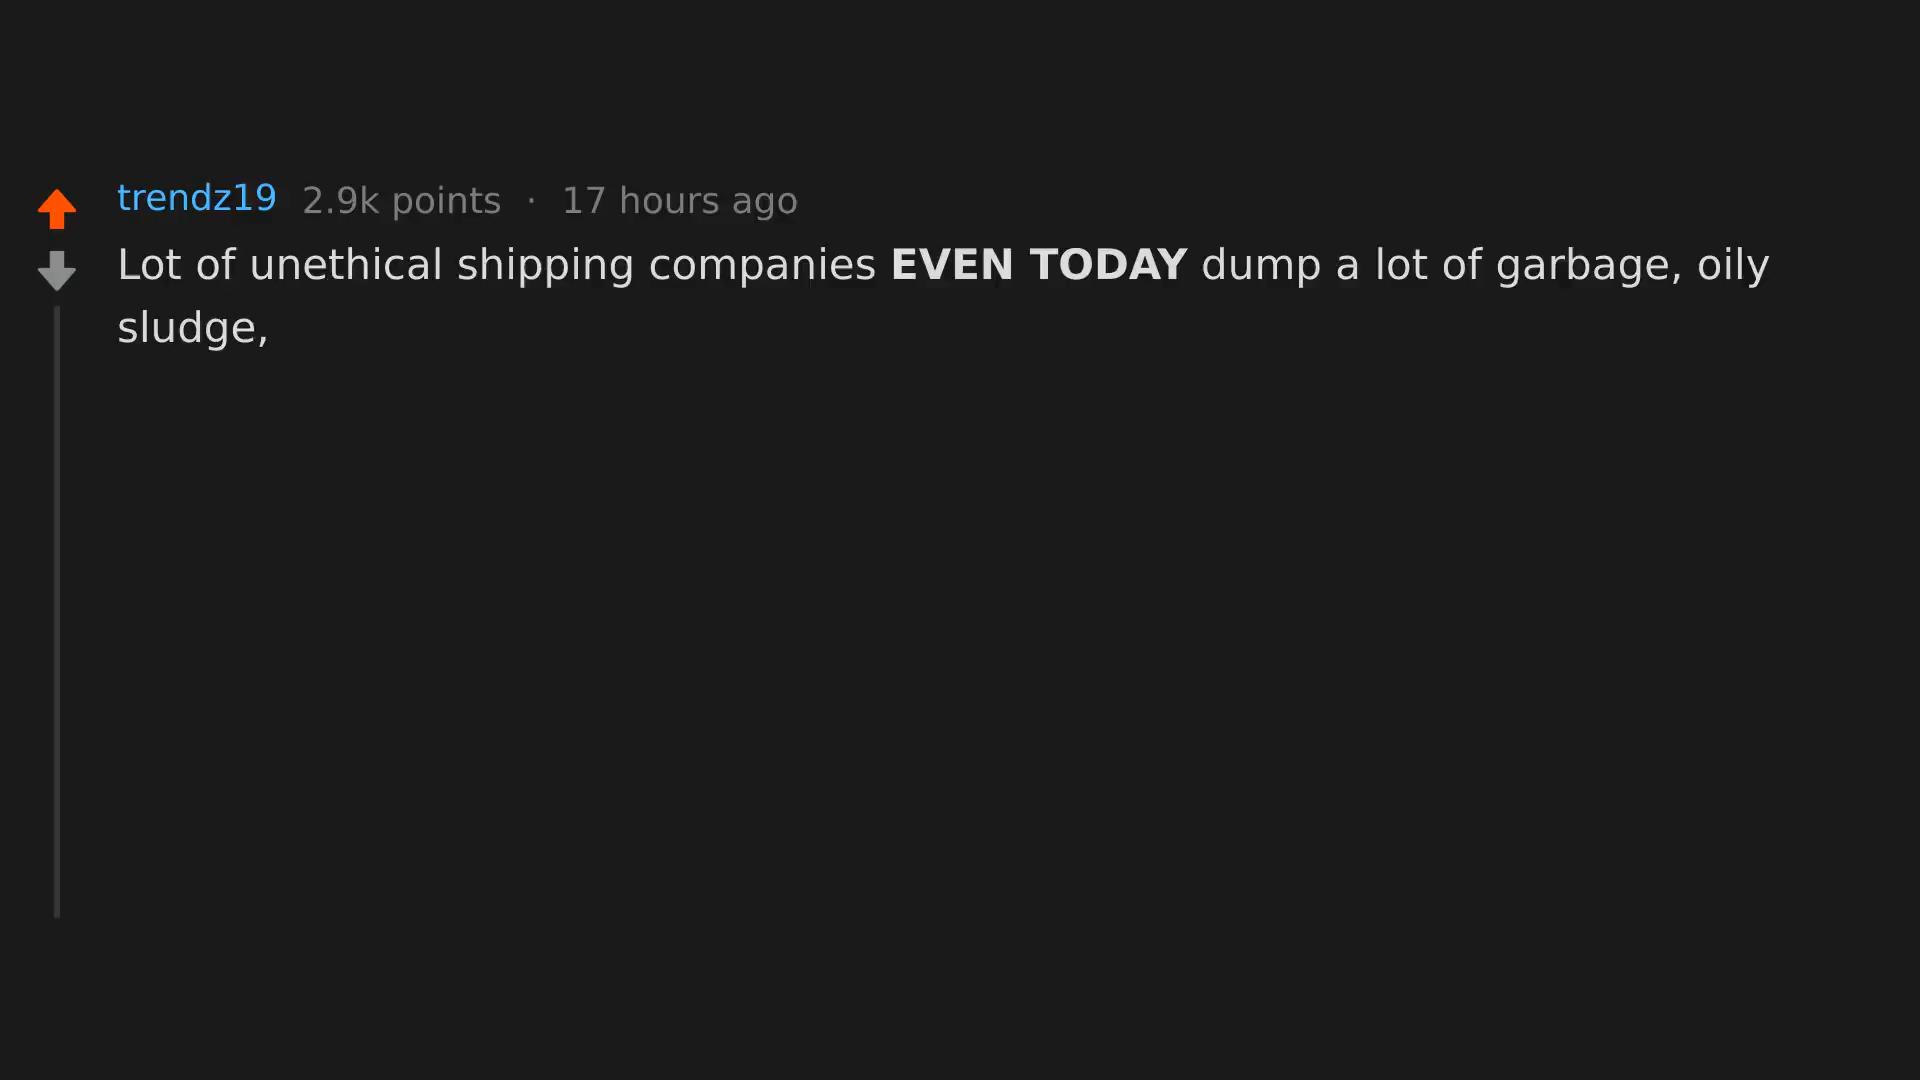 trendz19 2.9k points · 17 hours ago
Lot of unethical shipping companies EVEN TODAY dump a lot of garbage, oily
sludge,